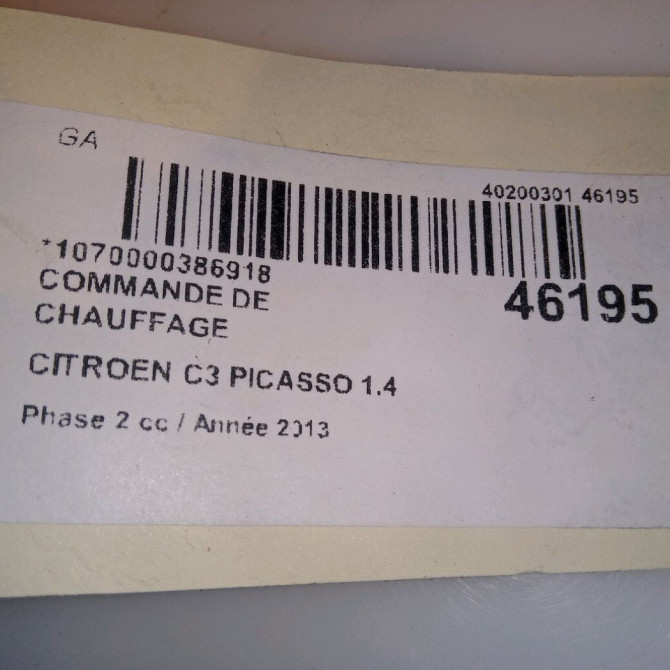 GA
40200301 46195
*1070000386918
46195
COMMANDE DE
CHAUFFAGE
CITROEN C3 PICASSO 1.4
Phase 2 cc / Année 2013